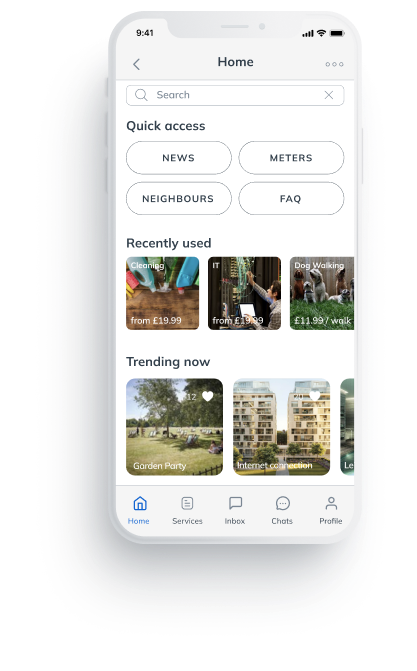 9:41
Home
Search
Quick access
NEWS
METERS
NEIGHBOURS
FAQ
Recently used
Cleaning
IT
Dog Walking
from £19.99
from £19.99
£11.99 / walk
Trending now
12
Garden Party
Internet connection
Le
Home
Services
Inbox
Chats
Profile